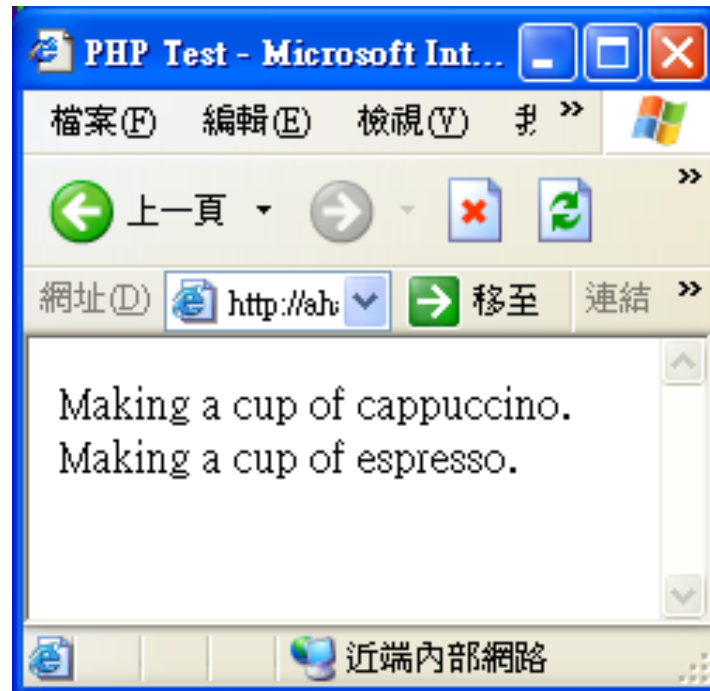 PHP Test - Microsoft Int...
檔案(F) 編輯(E) 檢視(V) »
上一頁 »
網址(D) http://aha 移至 連結 »
Making a cup of cappuccino.
Making a cup of espresso.
近端內部網路